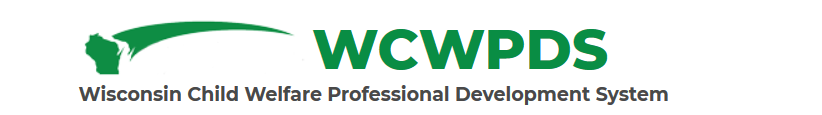 WCWPDS
Wisconsin Child Welfare Professional Development System